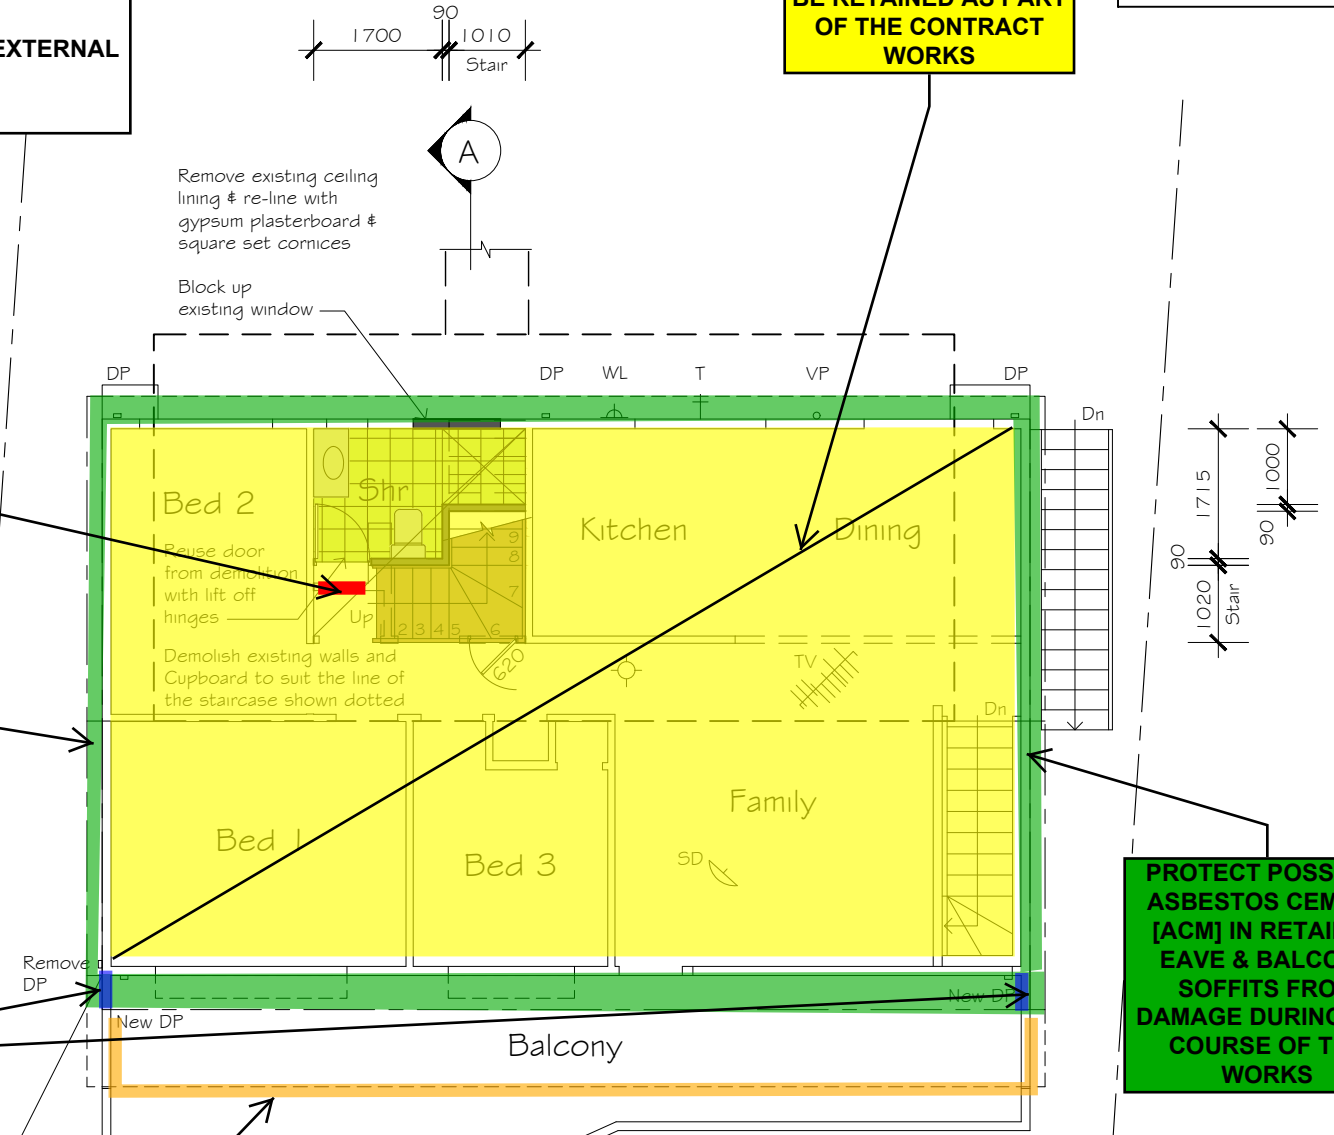 EXTERNAL
BE RETAINED AS PART
OF THE CONTRACT
WORKS
90
1700
1010
Stair
A
Remove existing ceiling
lining & re-line with
gypsum plasterboard &
square set cornices
Block up
existing window
DP
DP
WL
T
VP
DP
Dn
Bed 2
Shr
Kitchen
Dining
Reuse door
from demolition
with lift off
hinges
Up
2 3 4 5 6
7
8
9
620
Demolish existing walls and
Cupboard to suit the line of
the staircase shown dotted
TV
Dn
1715
1000
90
90
1020
Stair
Bed 1
Bed 3
Family
SD
Remove
DP
New DP
New DP
Balcony
PROTECT POSS
ASBESTOS CEM
[ACM] IN RETAI
EAVE & BALCO
SOFFITS FRO
DAMAGE DURING
COURSE OF T
WORKS